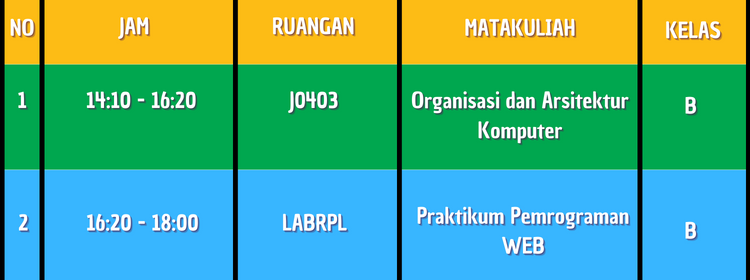 NO JAM RUANGAN MATAKULIAH KELAS
1 14:10 - 16:20 J0403 Organisasi dan Arsitektur Komputer B
2 16:20 - 18:00 LABRPL Praktikum Pemrograman WEB B